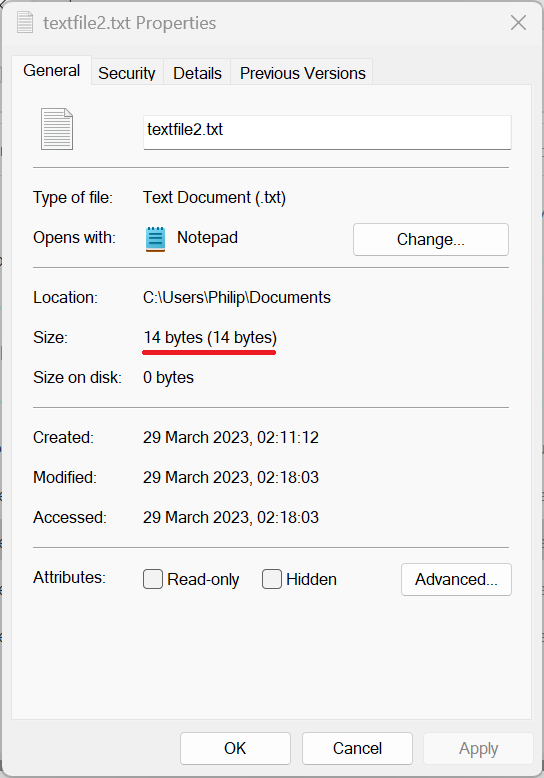 textfile2.txt Properties
General Security Details Previous Versions
textfile2.txt
Type of file: Text Document (.txt)
Opens with: Notepad Change...
Location: C:\Users\Philip\Documents
Size: 14 bytes (14 bytes)
Size on disk: 0 bytes
Created: 29 March 2023, 02:11:12
Modified: 29 March 2023, 02:18:03
Accessed: 29 March 2023, 02:18:03
Attributes: Read-only Hidden Advanced...
OK Cancel Apply